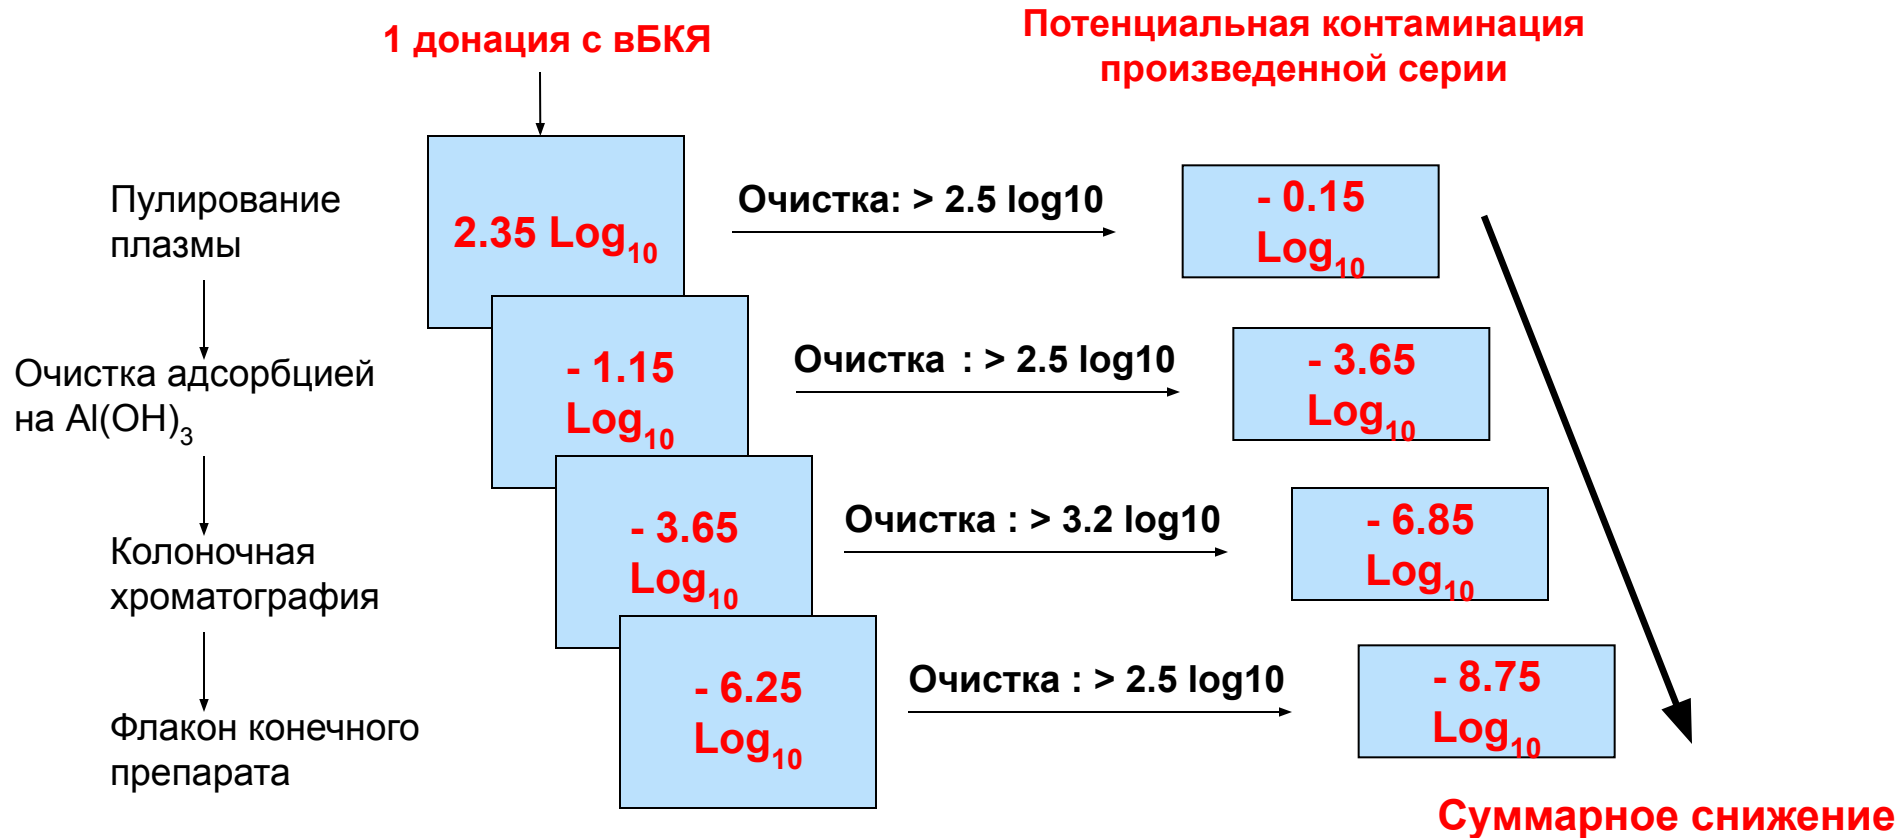 1 донация с вБКЯ
Потенциальная контаминация
произведенной серии
Пулирование
плазмы
2.35 Log10
Очистка: > 2.5 log10
- 0.15
Log10
Очистка адсорбцией
на Al(OH)3
- 1.15
Log10
Очистка : > 2.5 log10
- 3.65
Log10
Колоночная
хроматография
- 3.65
Log10
Очистка : > 3.2 log10
- 6.85
Log10
Флакон конечного
препарата
- 6.25
Log10
Очистка : > 2.5 log10
- 8.75
Log10
Суммарное снижение